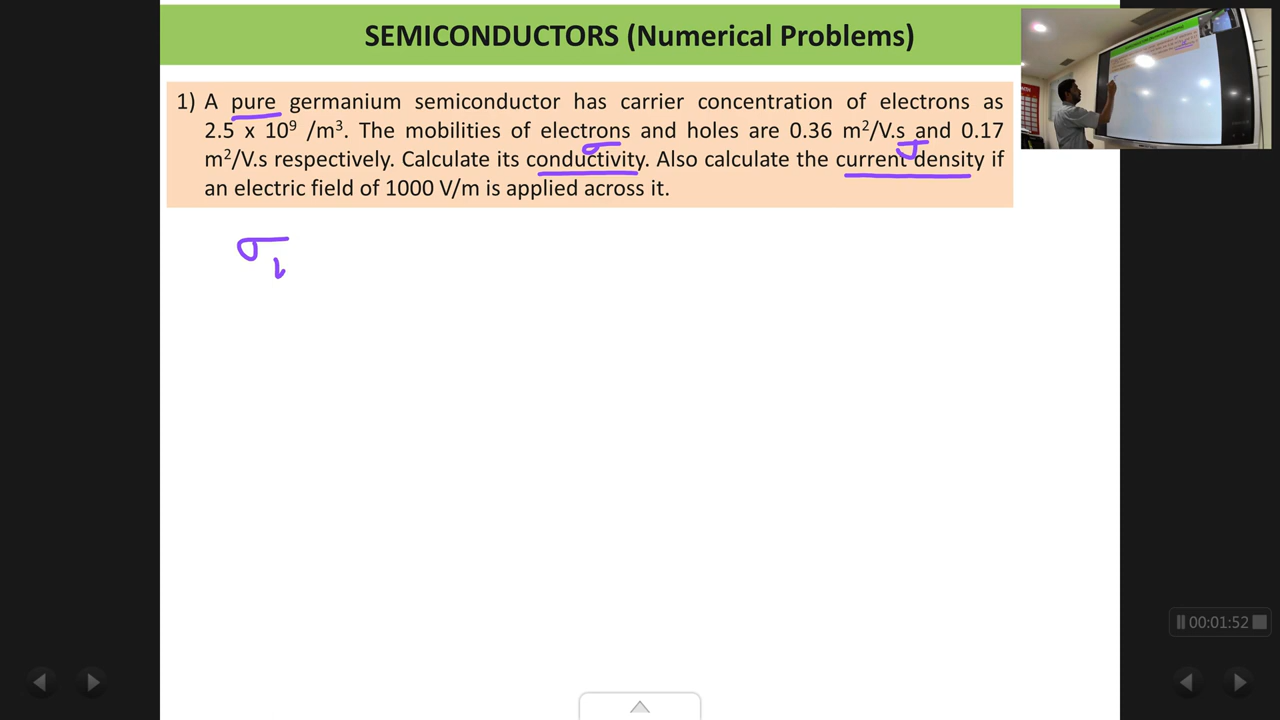 SEMICONDUCTORS (Numerical Problems)
1) A pure germanium semiconductor has carrier concentration of electrons as
2.5 x 10⁹ /m³. The mobilities of electrons and holes are 0.36 m²/V.s and 0.17
σ J
m²/V.s respectively. Calculate its conductivity. Also calculate the current density if
an electric field of 1000 V/m is applied across it.
σi
00:01:52